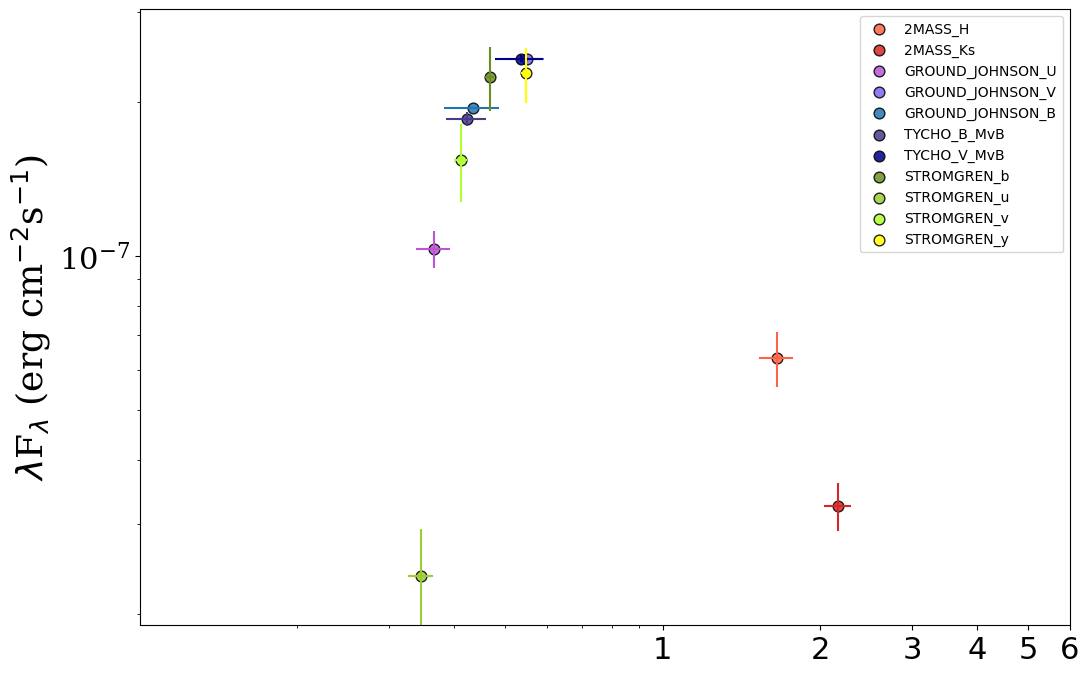 2MASS_H
2MASS_Ks
GROUND_JOHNSON_U
GROUND_JOHNSON_V
GROUND_JOHNSON_B
TYCHO_B_MvB
TYCHO_V_MvB
STROMGREN_b
STROMGREN_u
STROMGREN_v
STROMGREN_y
λF_λ (erg cm⁻²s⁻¹)
10⁻⁷
1 2 3 4 5 6